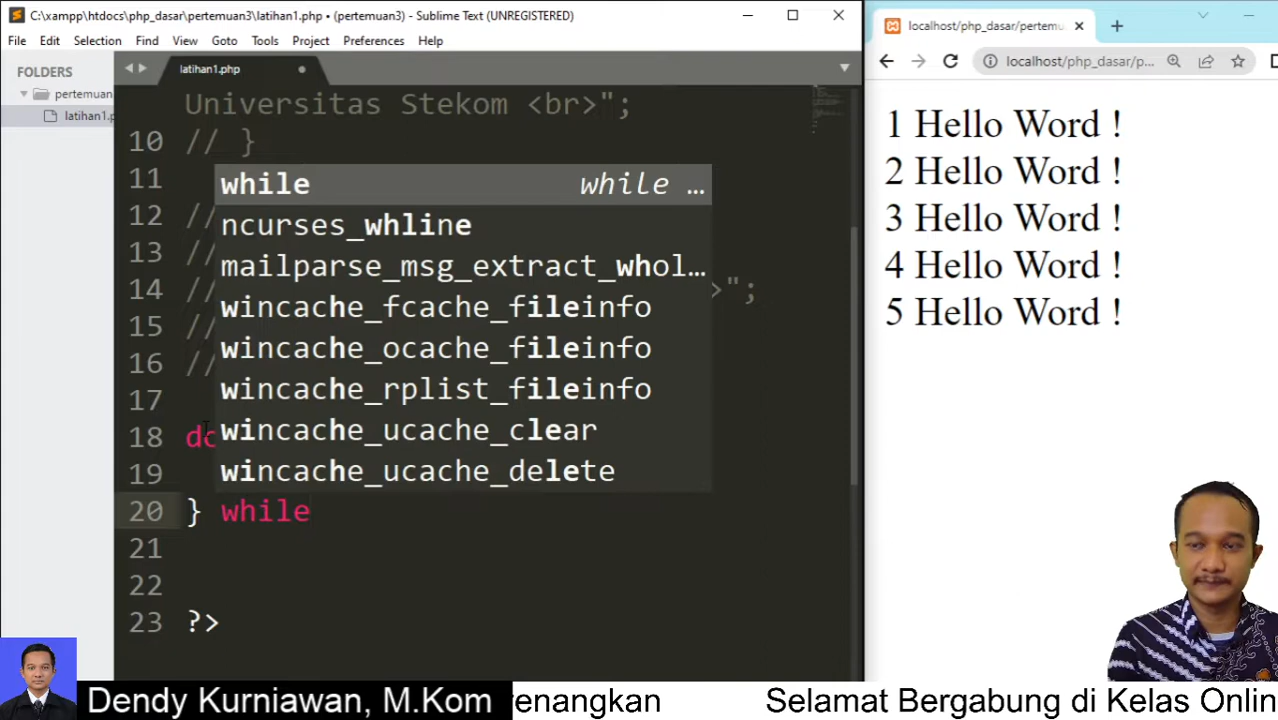 C:\xampp\htdocs\php_dasar\pertemuan3\latihan1.php • (pertemuan3) - Sublime Text (UNREGISTERED)
File Edit Selection Find View Goto Tools Project Preferences Help
FOLDERS
pertemuan
latihan1.p
latihan1.php
Universitas Stekom <br>";
10 // }
11
12 //
13 //
14 // >";
15 //
16 //
17
18 do
19
20 } while
21
22
23 ?>
while while …
ncurses_whline
mailparse_msg_extract_whol…
wincache_fcache_fileinfo
wincache_ocache_fileinfo
wincache_rplist_fileinfo
wincache_ucache_clear
wincache_ucache_delete
localhost/php_dasar/pertemu
localhost/php_dasar/p...
1 Hello Word !
2 Hello Word !
3 Hello Word !
4 Hello Word !
5 Hello Word !
Dendy Kurniawan, M.Kom
enangkan Selamat Bergabung di Kelas Onlin